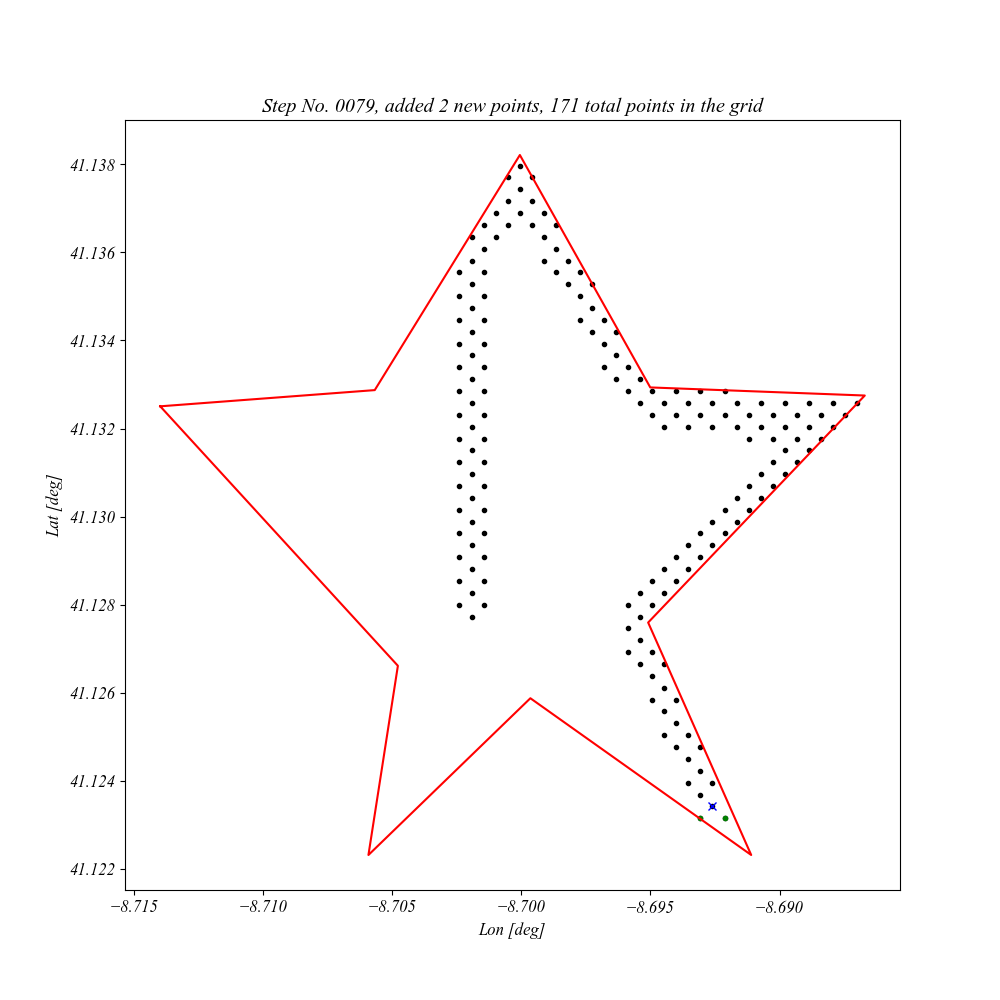 Step No. 0079, added 2 new points, 171 total points in the grid
41.138
41.136
41.134
41.132
41.130
41.128
41.126
41.124
41.122
Lat [deg]
−8.715 −8.710 −8.705 −8.700 −8.695 −8.690
Lon [deg]